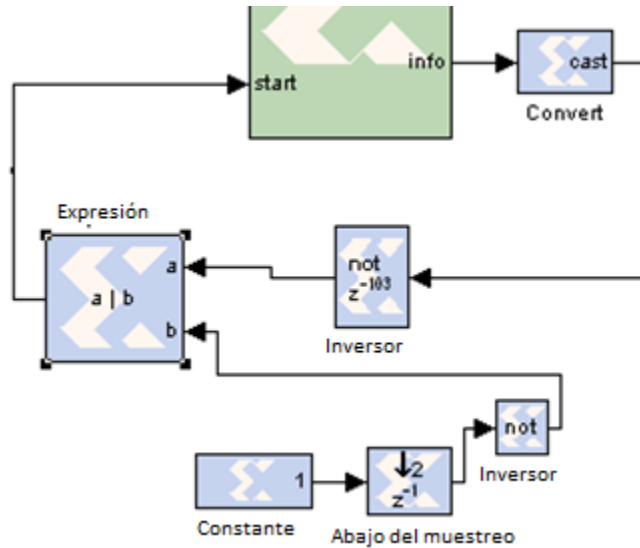 info
cast
start
Convert
Expresión
a
a | b
b
not
z⁻¹⁰³
Inversor
not
Inversor
↓2
z⁻¹
1
Constante
Abajo del muestreo